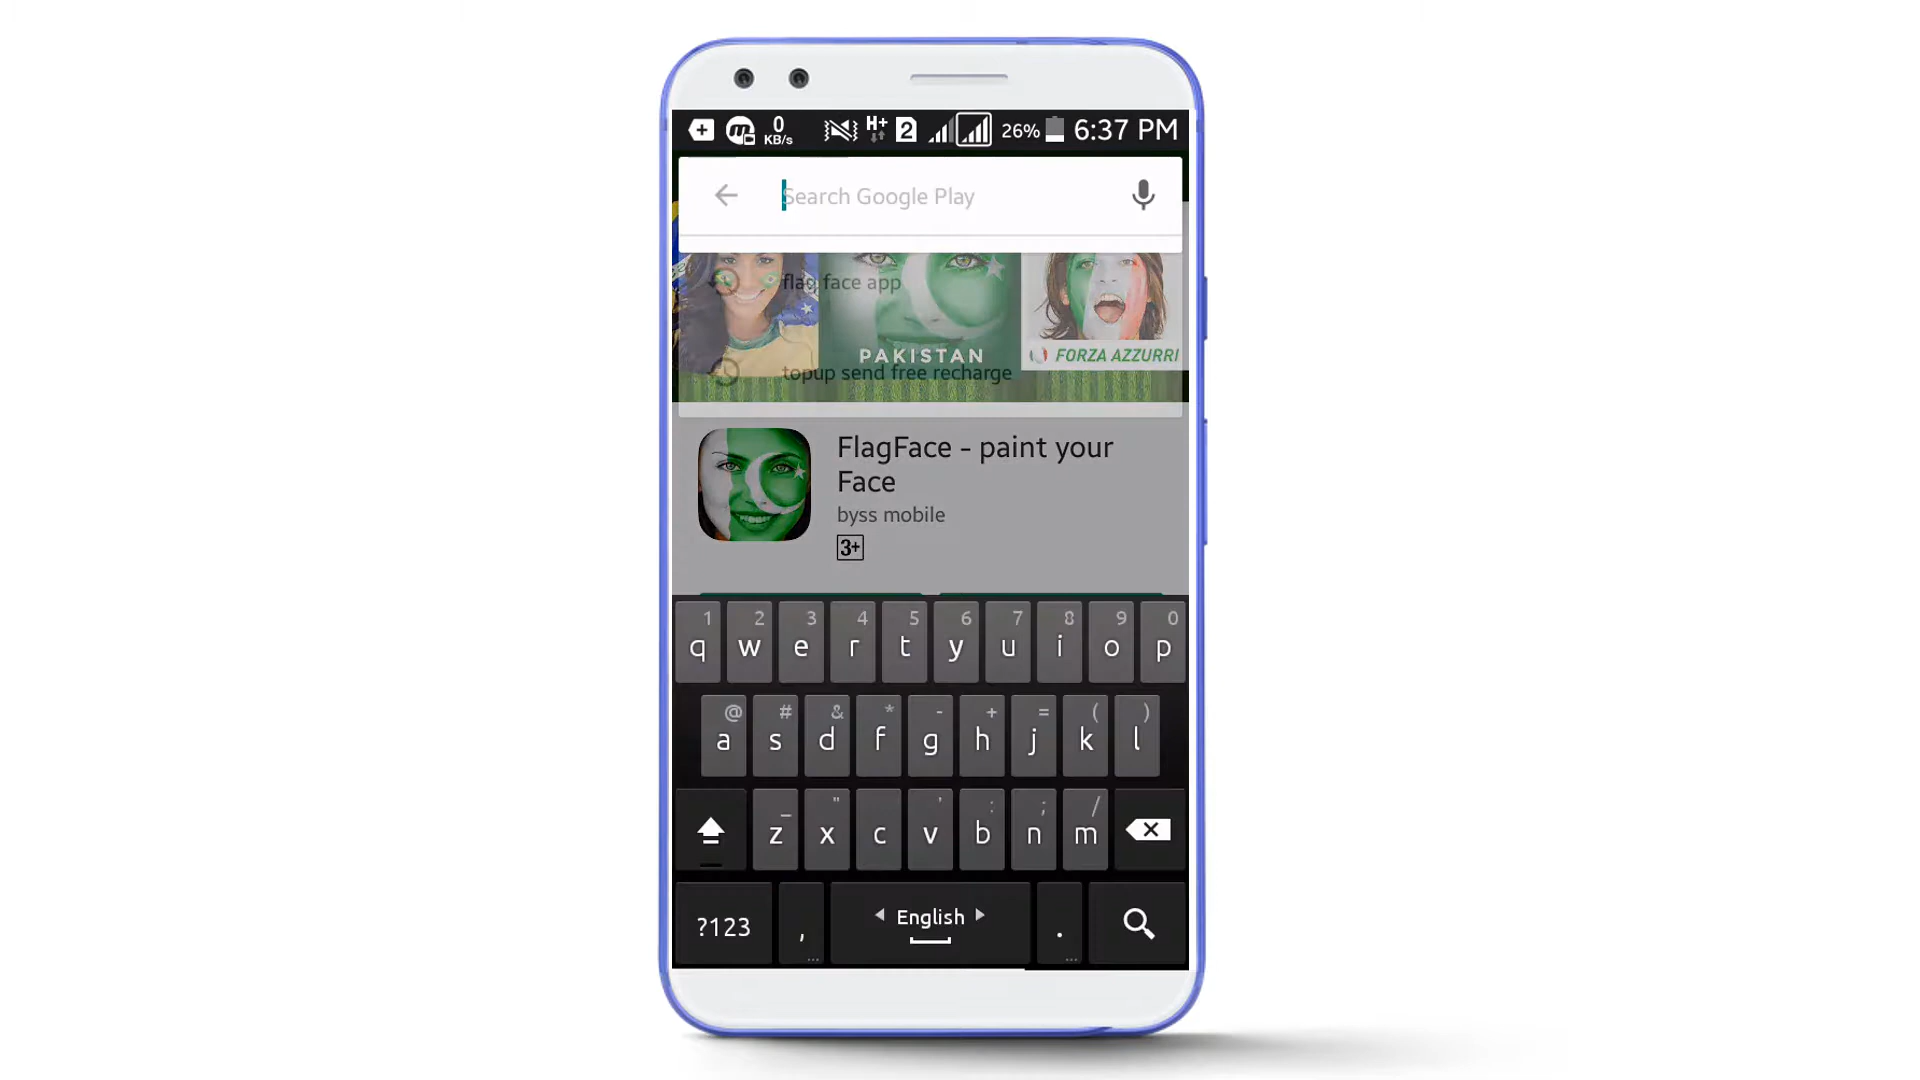 0
KB/s
H+
2
26%
6:37 PM
Search Google Play
flag face app
PAKISTAN
FORZA AZZURRI
topup send free recharge
FlagFace - paint your
Face
byss mobile
3+
1 2 3 4 5 6 7 8 9 0
q w e r t y u i o p
@ # & * - + = ( )
a s d f g h j k l
_ " ' : ; /
z x c v b n m
?123 , English .
... ...